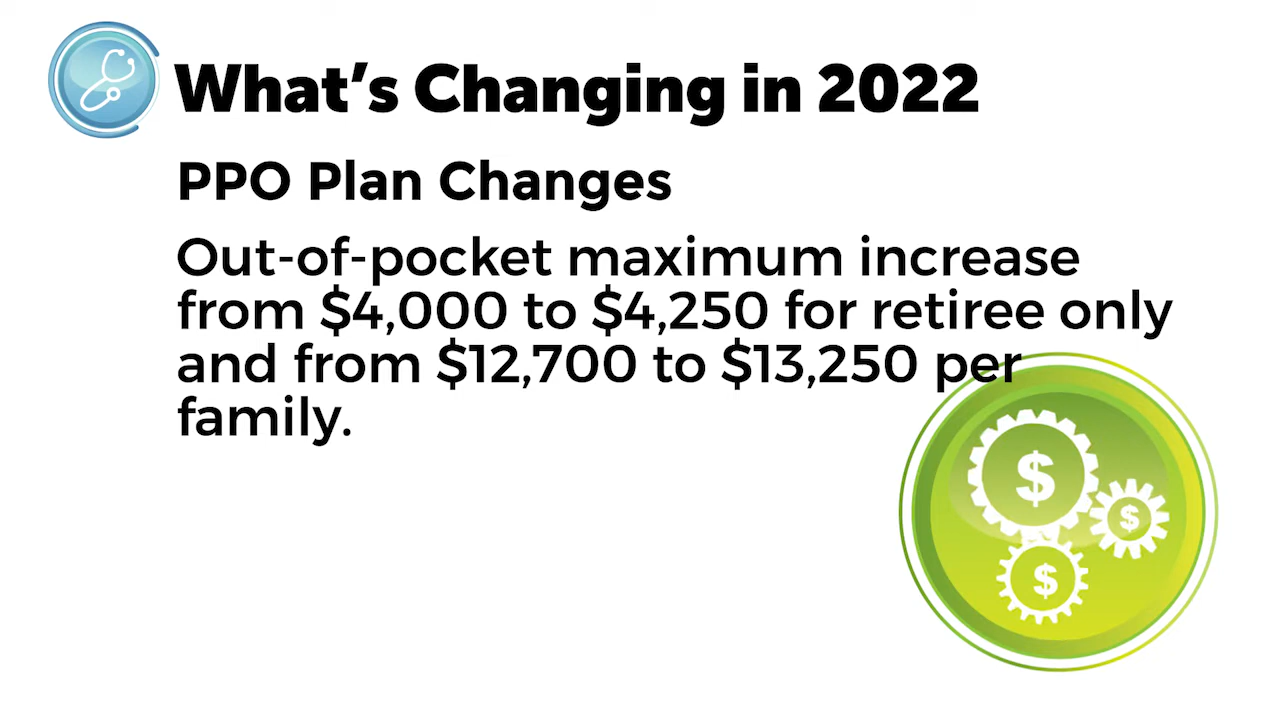 What's Changing in 2022
PPO Plan Changes
Out-of-pocket maximum increase
from $4,000 to $4,250 for retiree only
and from $12,700 to $13,250 per
family.
$
$
$